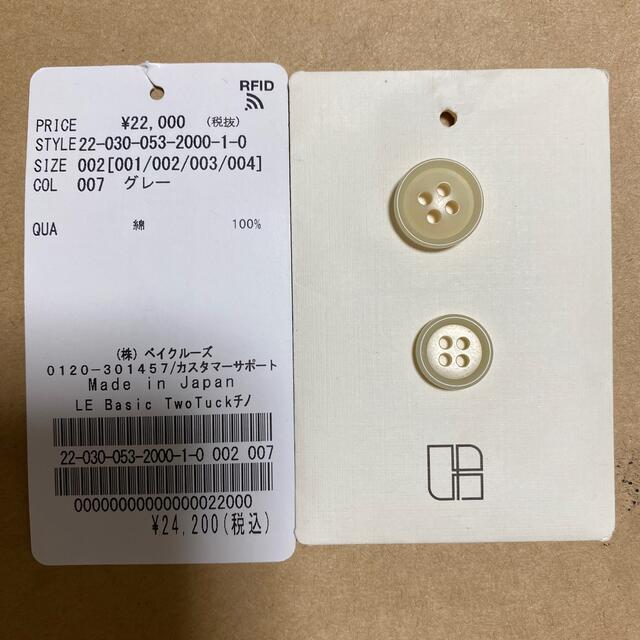 RFID
PRICE ¥22,000 (税抜)
STYLE 22-030-053-2000-1-0
SIZE 002[001/002/003/004]
COL 007 グレー
QUA 綿 100%
(株) ベイクルーズ
0120-301457/カスタマーサポート
Made in Japan
LE Basic TwoTuckチノ
22-030-053-2000-1-0 002 007
00000000000000022000
¥24,200(税込)